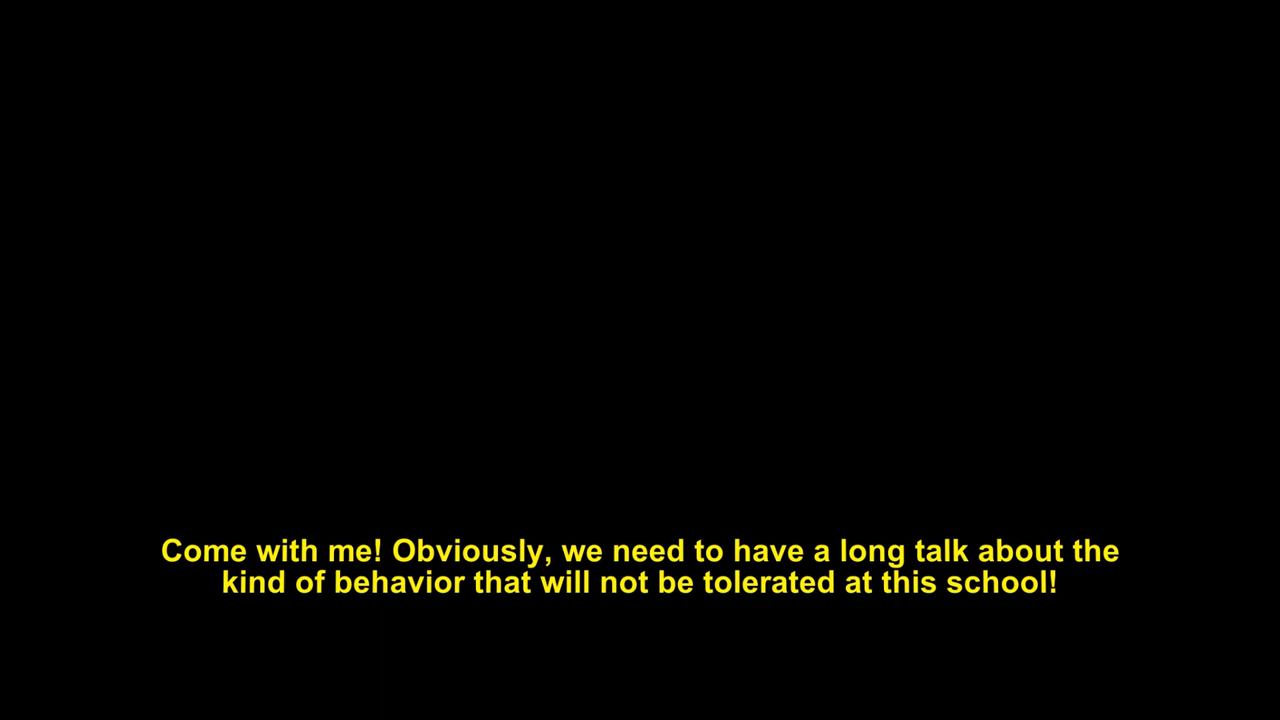 Come with me! Obviously, we need to have a long talk about the
kind of behavior that will not be tolerated at this school!